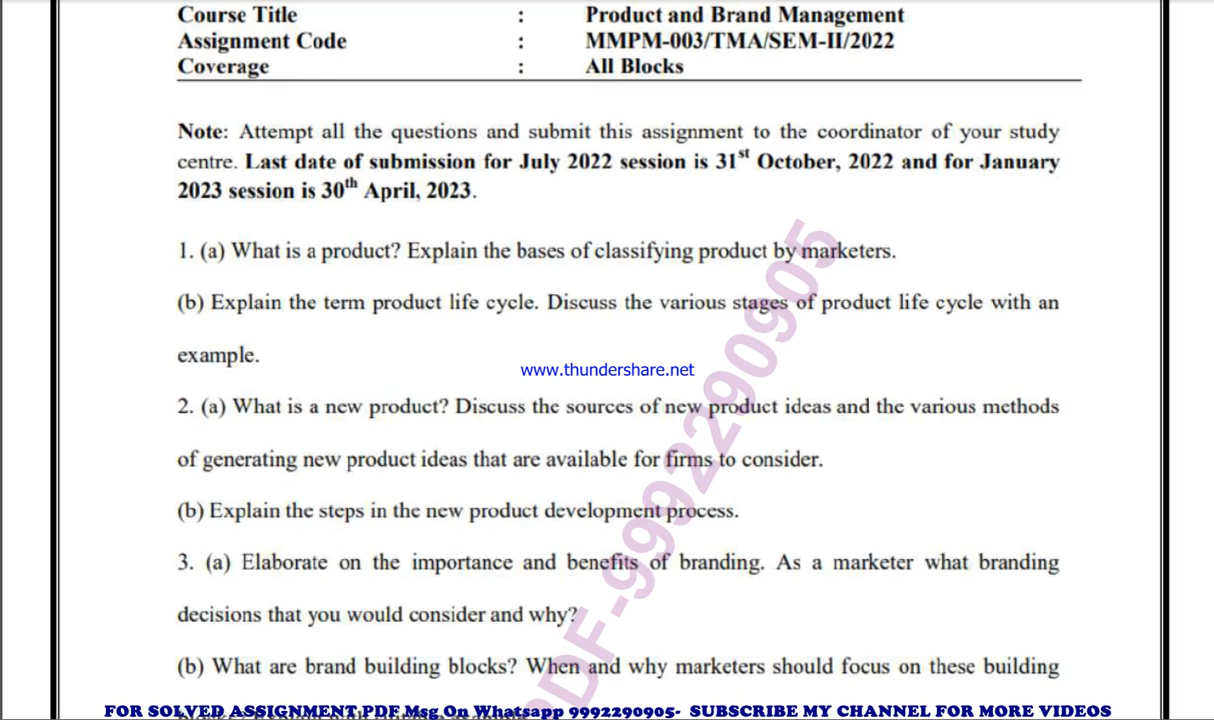 Course Title : Product and Brand Management
Assignment Code : MMPM-003/TMA/SEM-II/2022
Coverage : All Blocks
Note: Attempt all the questions and submit this assignment to the coordinator of your study
centre. Last date of submission for July 2022 session is 31st October, 2022 and for January
2023 session is 30th April, 2023.
1. (a) What is a product? Explain the bases of classifying product by marketers.
(b) Explain the term product life cycle. Discuss the various stages of product life cycle with an
example.
www.thundershare.net
2. (a) What is a new product? Discuss the sources of new product ideas and the various methods
of generating new product ideas that are available for firms to consider.
(b) Explain the steps in the new product development process.
3. (a) Elaborate on the importance and benefits of branding. As a marketer what branding
decisions that you would consider and why?
(b) What are brand building blocks? When and why marketers should focus on these building
PDF-9992290905
FOR SOLVED ASSIGNMENT PDF Msg On Whatsapp 9992290905- SUBSCRIBE MY CHANNEL FOR MORE VIDEOS